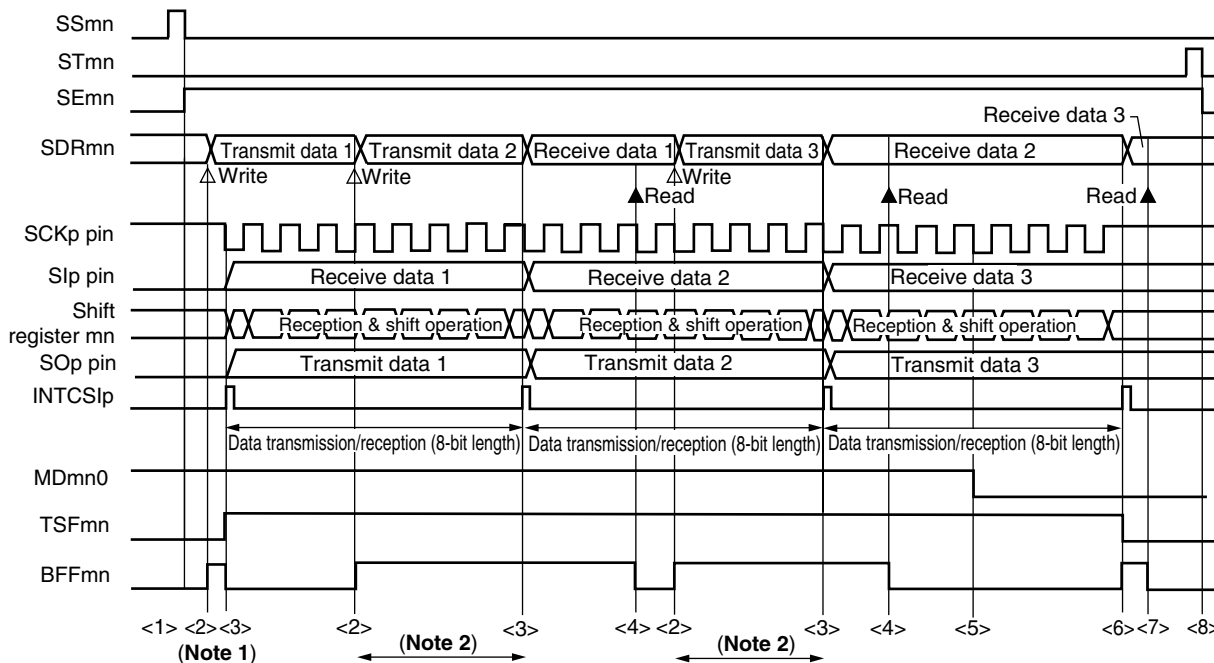 SSmn
STmn
SEmn
Receive data 3
SDRmn
Transmit data 1
Transmit data 2
Receive data 1
Transmit data 3
Receive data 2
Write
Write
Read
Write
Read
Read
SCKp pin
SIp pin
Receive data 1
Receive data 2
Receive data 3
Shift
register mn
Reception & shift operation
Reception & shift operation
Reception & shift operation
SOp pin
Transmit data 1
Transmit data 2
Transmit data 3
INTCSIp
Data transmission/reception (8-bit length)
Data transmission/reception (8-bit length)
Data transmission/reception (8-bit length)
MDmn0
TSFmn
BFFmn
<1> <2> <3> <2> <3> <4> <2> <3> <4> <5> <6> <7> <8>
(Note 1) (Note 2) (Note 2)